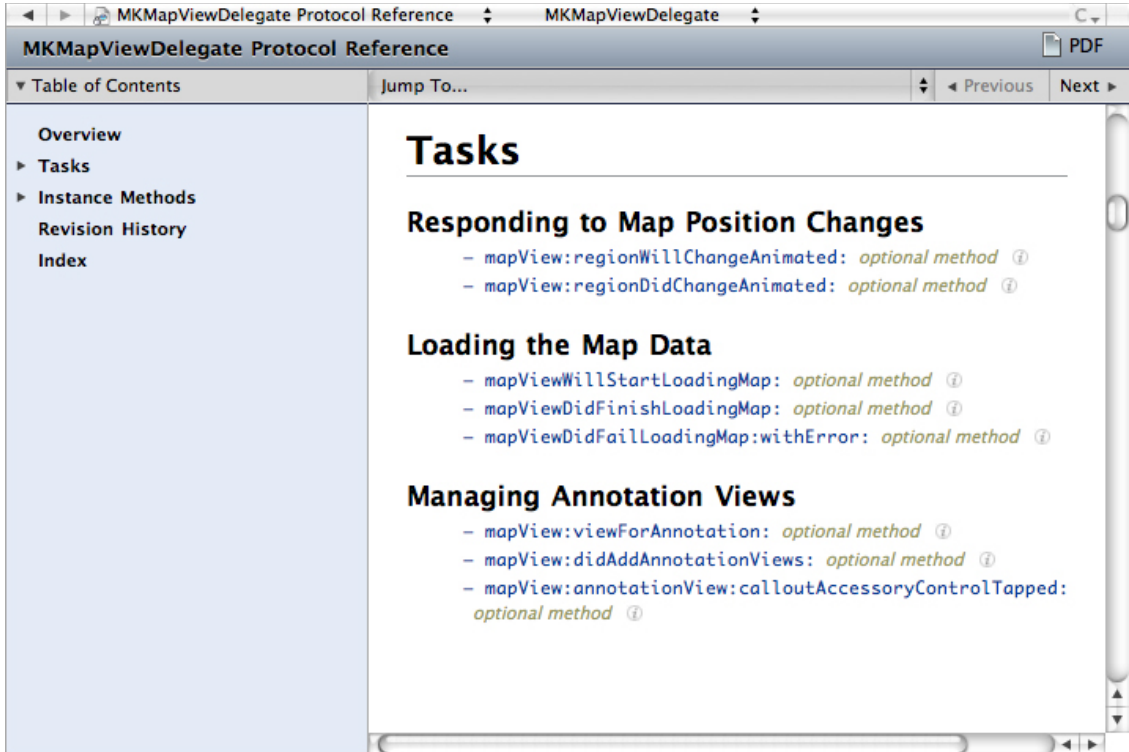 MKMapViewDelegate Protocol Reference MKMapViewDelegate C
MKMapViewDelegate Protocol Reference PDF
Table of Contents Jump To... Previous Next
Overview
Tasks
Instance Methods
Revision History
Index
Tasks
Responding to Map Position Changes
– mapView:regionWillChangeAnimated: optional method
– mapView:regionDidChangeAnimated: optional method
Loading the Map Data
– mapViewWillStartLoadingMap: optional method
– mapViewDidFinishLoadingMap: optional method
– mapViewDidFailLoadingMap:withError: optional method
Managing Annotation Views
– mapView:viewForAnnotation: optional method
– mapView:didAddAnnotationViews: optional method
– mapView:annotationView:calloutAccessoryControlTapped:
optional method